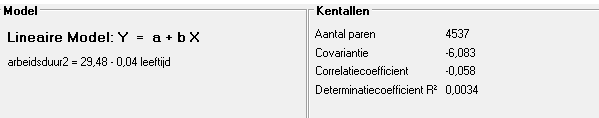 Model
Lineaire Model: Y = a + b X
arbeidsduur2 = 29,48 - 0,04 leeftijd
Kentallen
Aantal paren 4537
Covariantie -6,083
Correlatiecoefficient -0,058
Determinatiecoefficient R² 0,0034